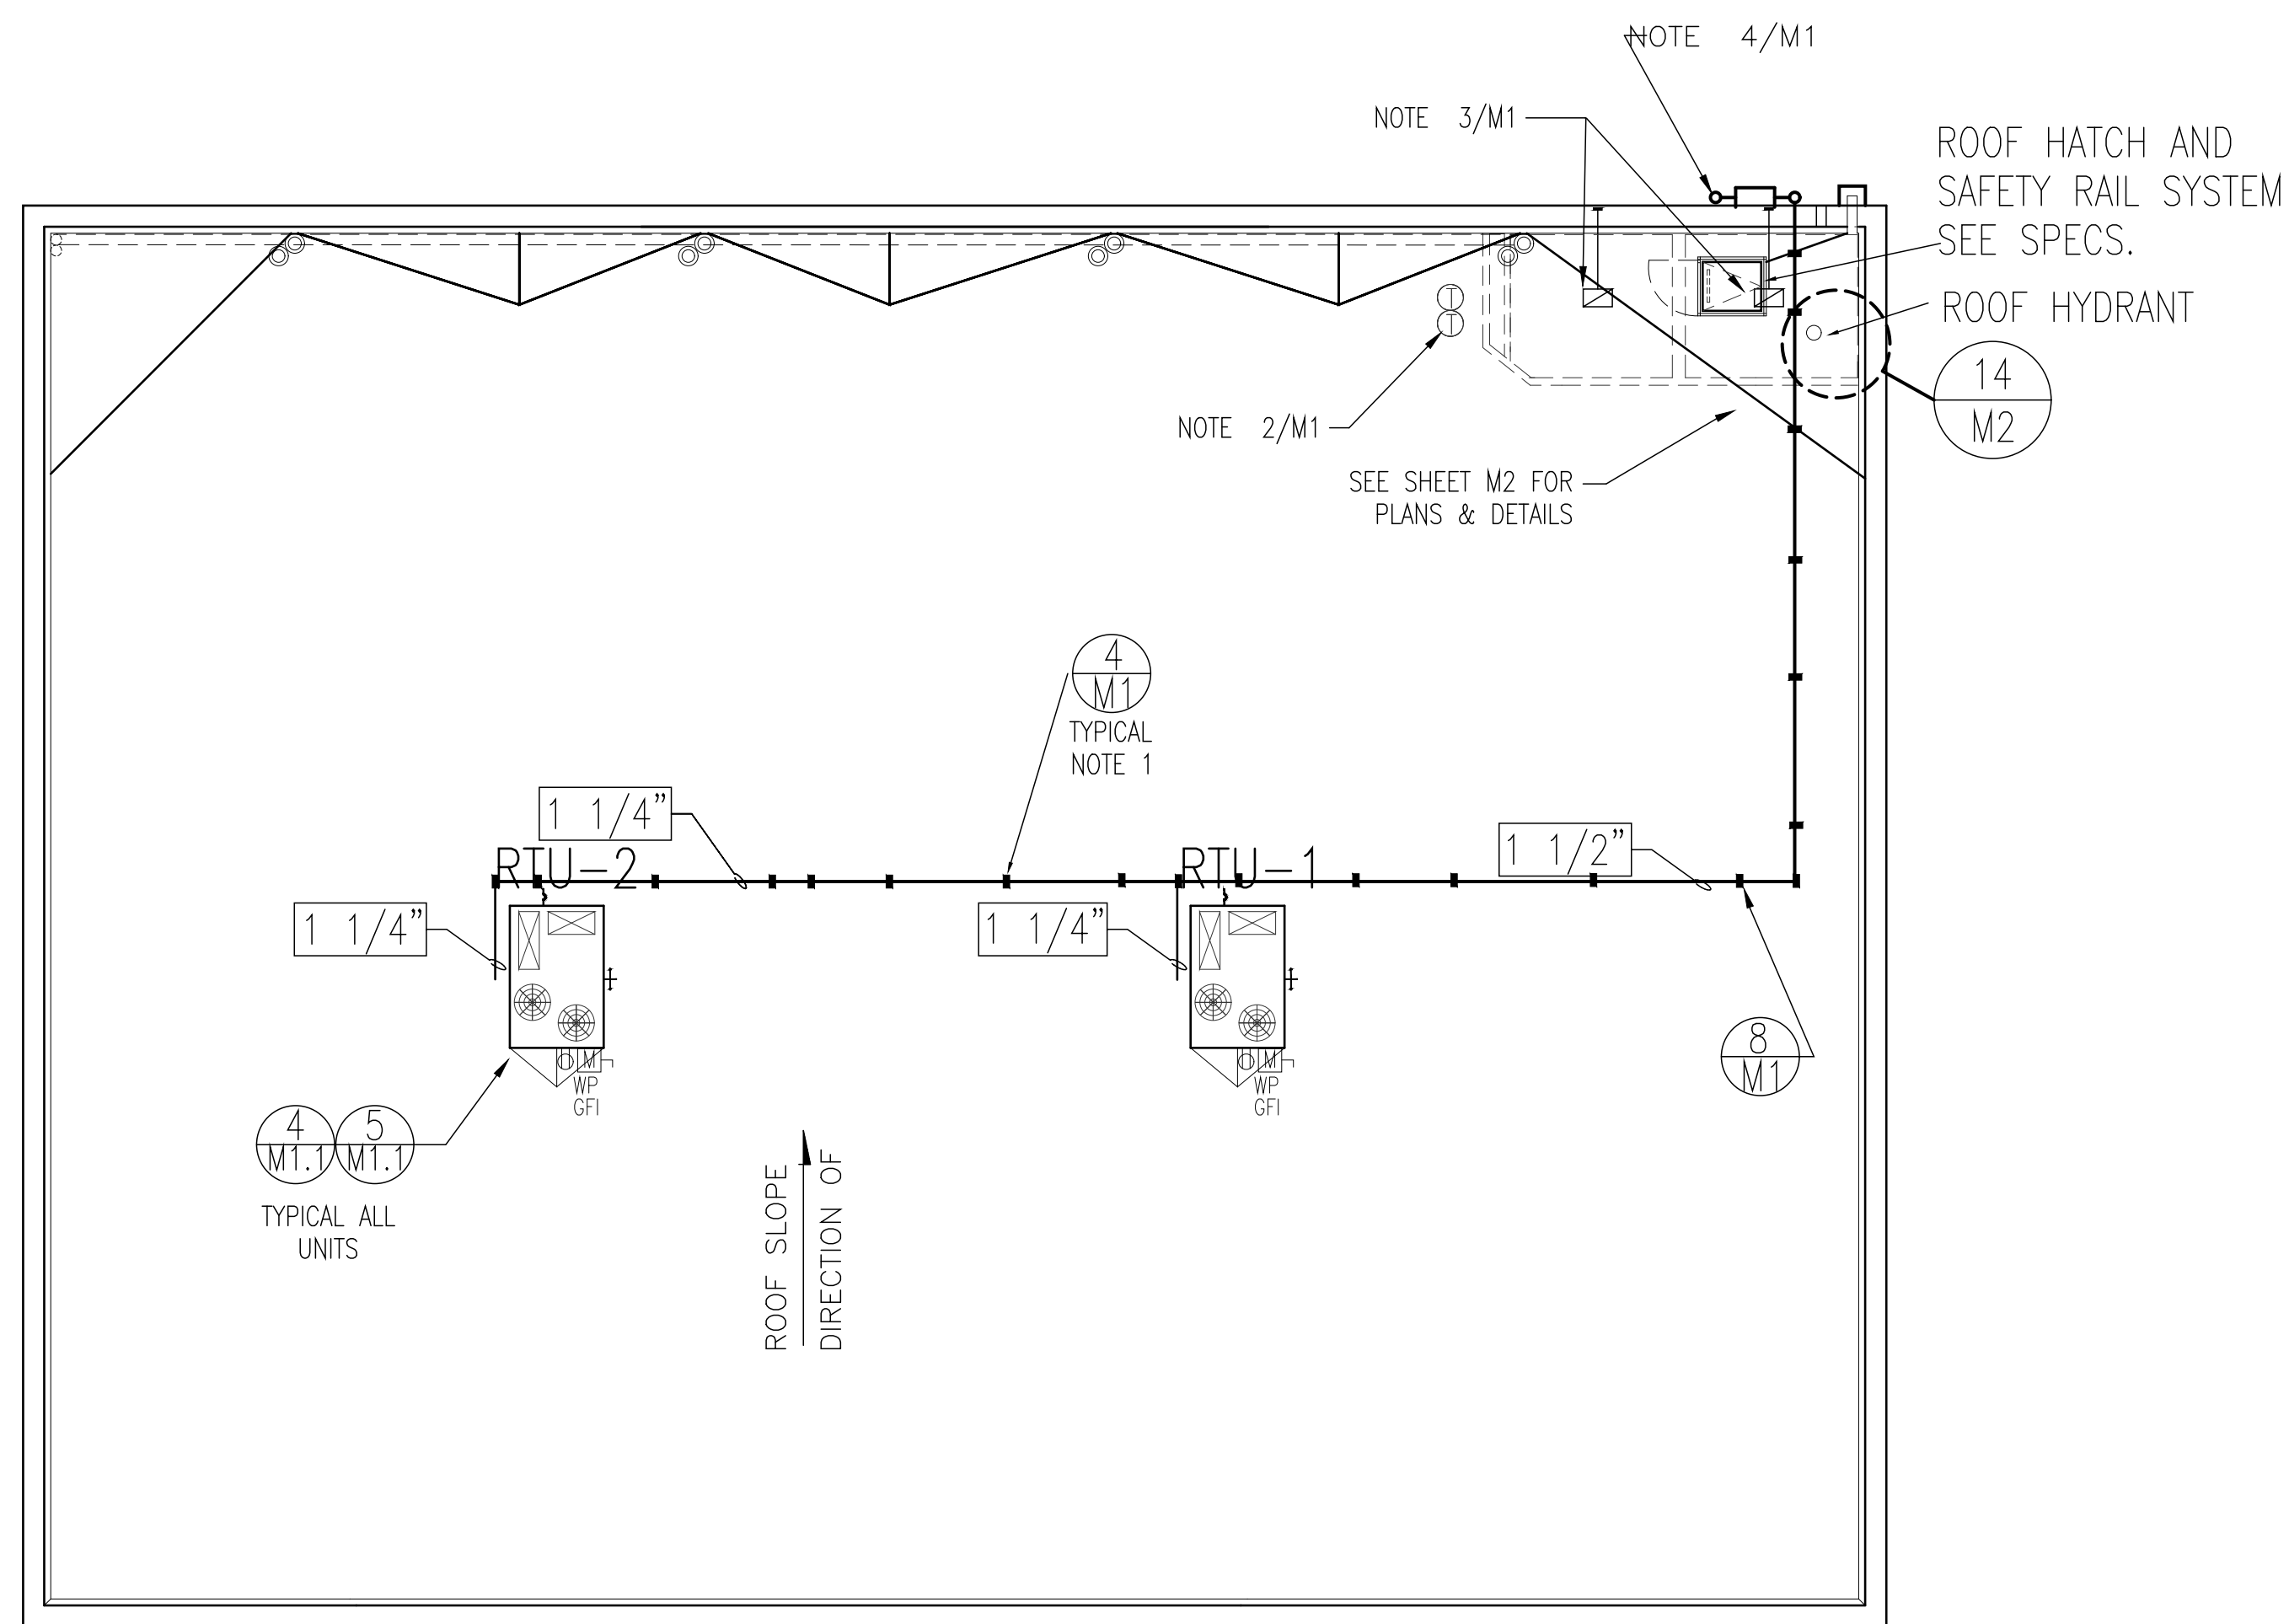 NOTE 4/M1
NOTE 3/M1
ROOF HATCH AND
SAFETY RAIL SYSTEM
SEE SPECS.
ROOF HYDRANT
T
T
14
M2
NOTE 2/M1
SEE SHEET M2 FOR
PLANS & DETAILS
4
M1
TYPICAL
NOTE 1
1 1/4”
RTU-2
RTU-1
1 1/2”
1 1/4”
1 1/4”
M
WP
GFI
M
WP
GFI
8
M1
4
M1.1
5
M1.1
TYPICAL ALL
UNITS
ROOF SLOPE
DIRECTION OF